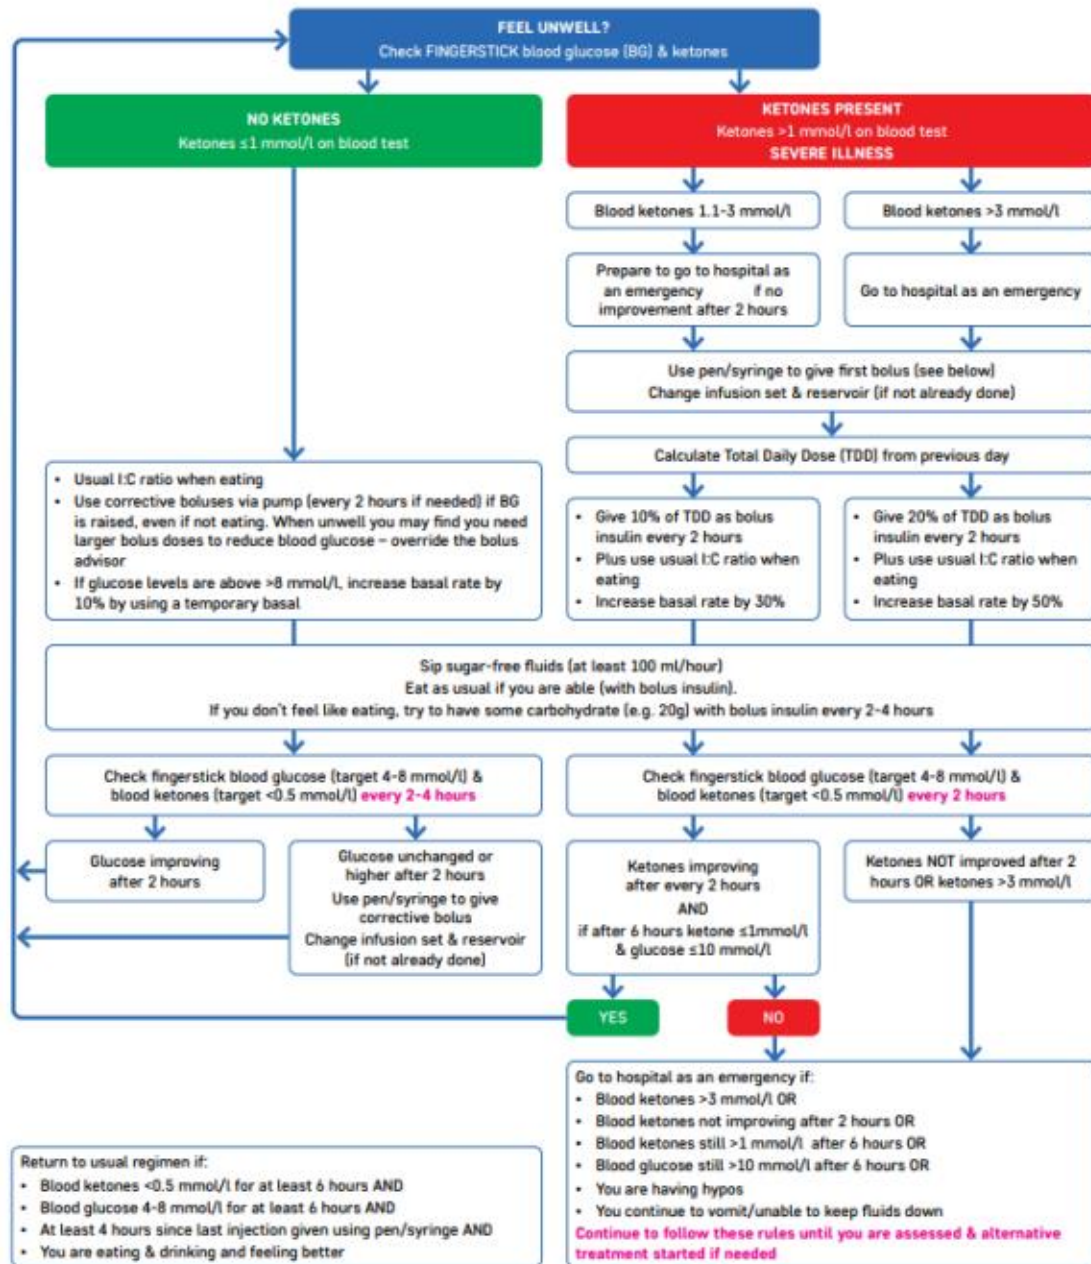 FEEL UNWELL?
Check FINGERSTICK blood glucose (BG) & ketones
NO KETONES
Ketones ≤1 mmol/l on blood test
KETONES PRESENT
Ketones >1 mmol/l on blood test
SEVERE ILLNESS
Blood ketones 1.1-3 mmol/l
Blood ketones >3 mmol/l
Prepare to go to hospital as
an emergency if no
improvement after 2 hours
Go to hospital as an emergency
Use pen/syringe to give first bolus (see below)
Change infusion set & reservoir (if not already done)
Calculate Total Daily Dose (TDD) from previous day
• Usual I:C ratio when eating
• Use corrective boluses via pump (every 2 hours if needed) if BG
is raised, even if not eating. When unwell you may find you need
larger bolus doses to reduce blood glucose – override the bolus
advisor
• If glucose levels are above >8 mmol/l, increase basal rate by
10% by using a temporary basal
• Give 10% of TDD as bolus
insulin every 2 hours
• Plus use usual I:C ratio when
eating
• Increase basal rate by 30%
• Give 20% of TDD as bolus
insulin every 2 hours
• Plus use usual I:C ratio when
eating
• Increase basal rate by 50%
Sip sugar-free fluids (at least 100 ml/hour)
Eat as usual if you are able (with bolus insulin).
If you don't feel like eating, try to have some carbohydrate (e.g. 20g) with bolus insulin every 2-4 hours
Check fingerstick blood glucose (target 4-8 mmol/l) &
blood ketones (target <0.5 mmol/l) every 2-4 hours
Check fingerstick blood glucose (target 4-8 mmol/l) &
blood ketones (target <0.5 mmol/l) every 2 hours
Glucose improving
after 2 hours
Glucose unchanged or
higher after 2 hours
Use pen/syringe to give
corrective bolus
Change infusion set & reservoir
(if not already done)
Ketones improving
after every 2 hours
AND
if after 6 hours ketone ≤1mmol/l
& glucose ≤10 mmol/l
Ketones NOT improved after 2
hours OR ketones >3 mmol/l
YES
NO
Go to hospital as an emergency if:
• Blood ketones >3 mmol/l OR
• Blood ketones not improving after 2 hours OR
• Blood ketones still >1 mmol/l after 6 hours OR
• Blood glucose still >10 mmol/l after 6 hours OR
• You are having hypos
• You continue to vomit/unable to keep fluids down
Continue to follow these rules until you are assessed & alternative
treatment started if needed
Return to usual regimen if:
• Blood ketones <0.5 mmol/l for at least 6 hours AND
• Blood glucose 4-8 mmol/l for at least 6 hours AND
• At least 4 hours since last injection given using pen/syringe AND
• You are eating & drinking and feeling better